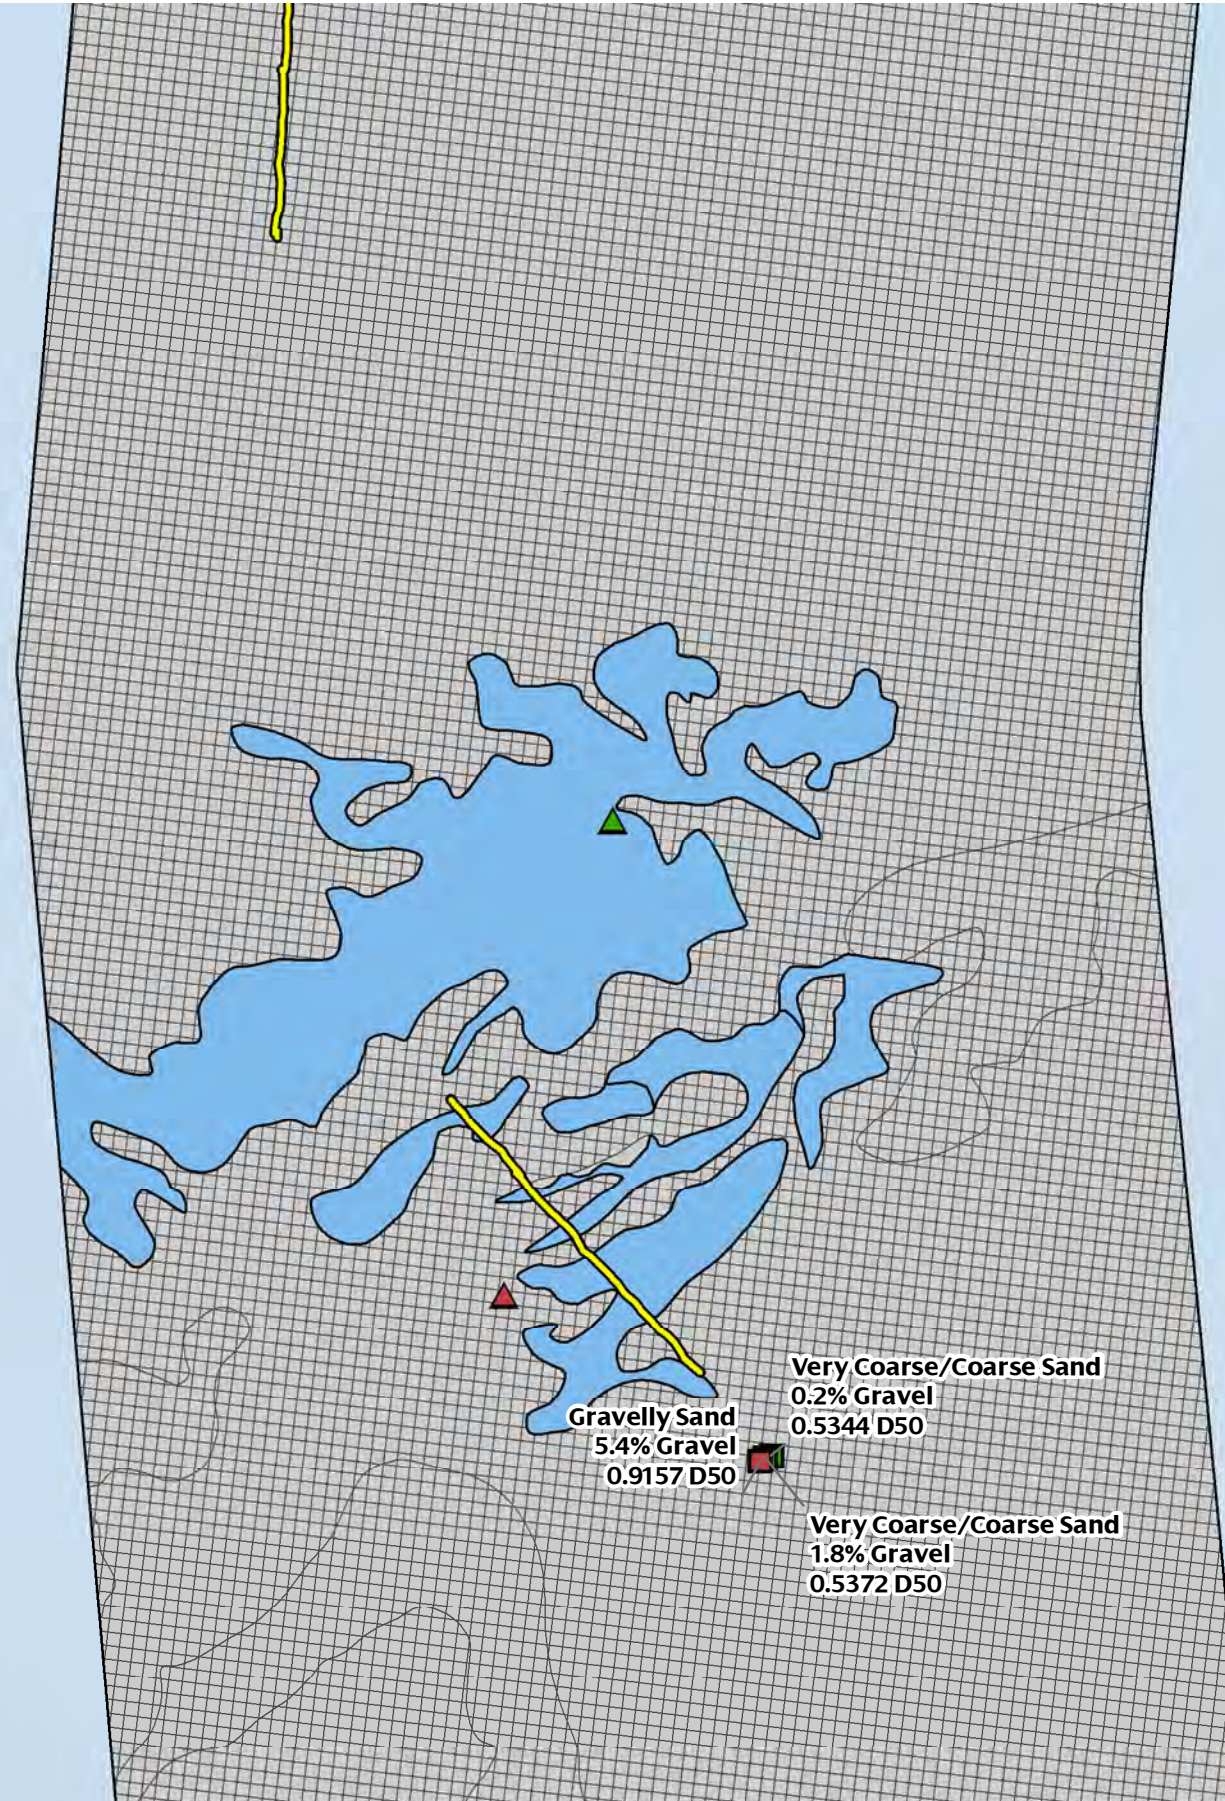 Very Coarse/Coarse Sand
0.2% Gravel
0.5344 D50
Gravelly Sand
5.4% Gravel
0.9157 D50
Very Coarse/Coarse Sand
1.8% Gravel
0.5372 D50